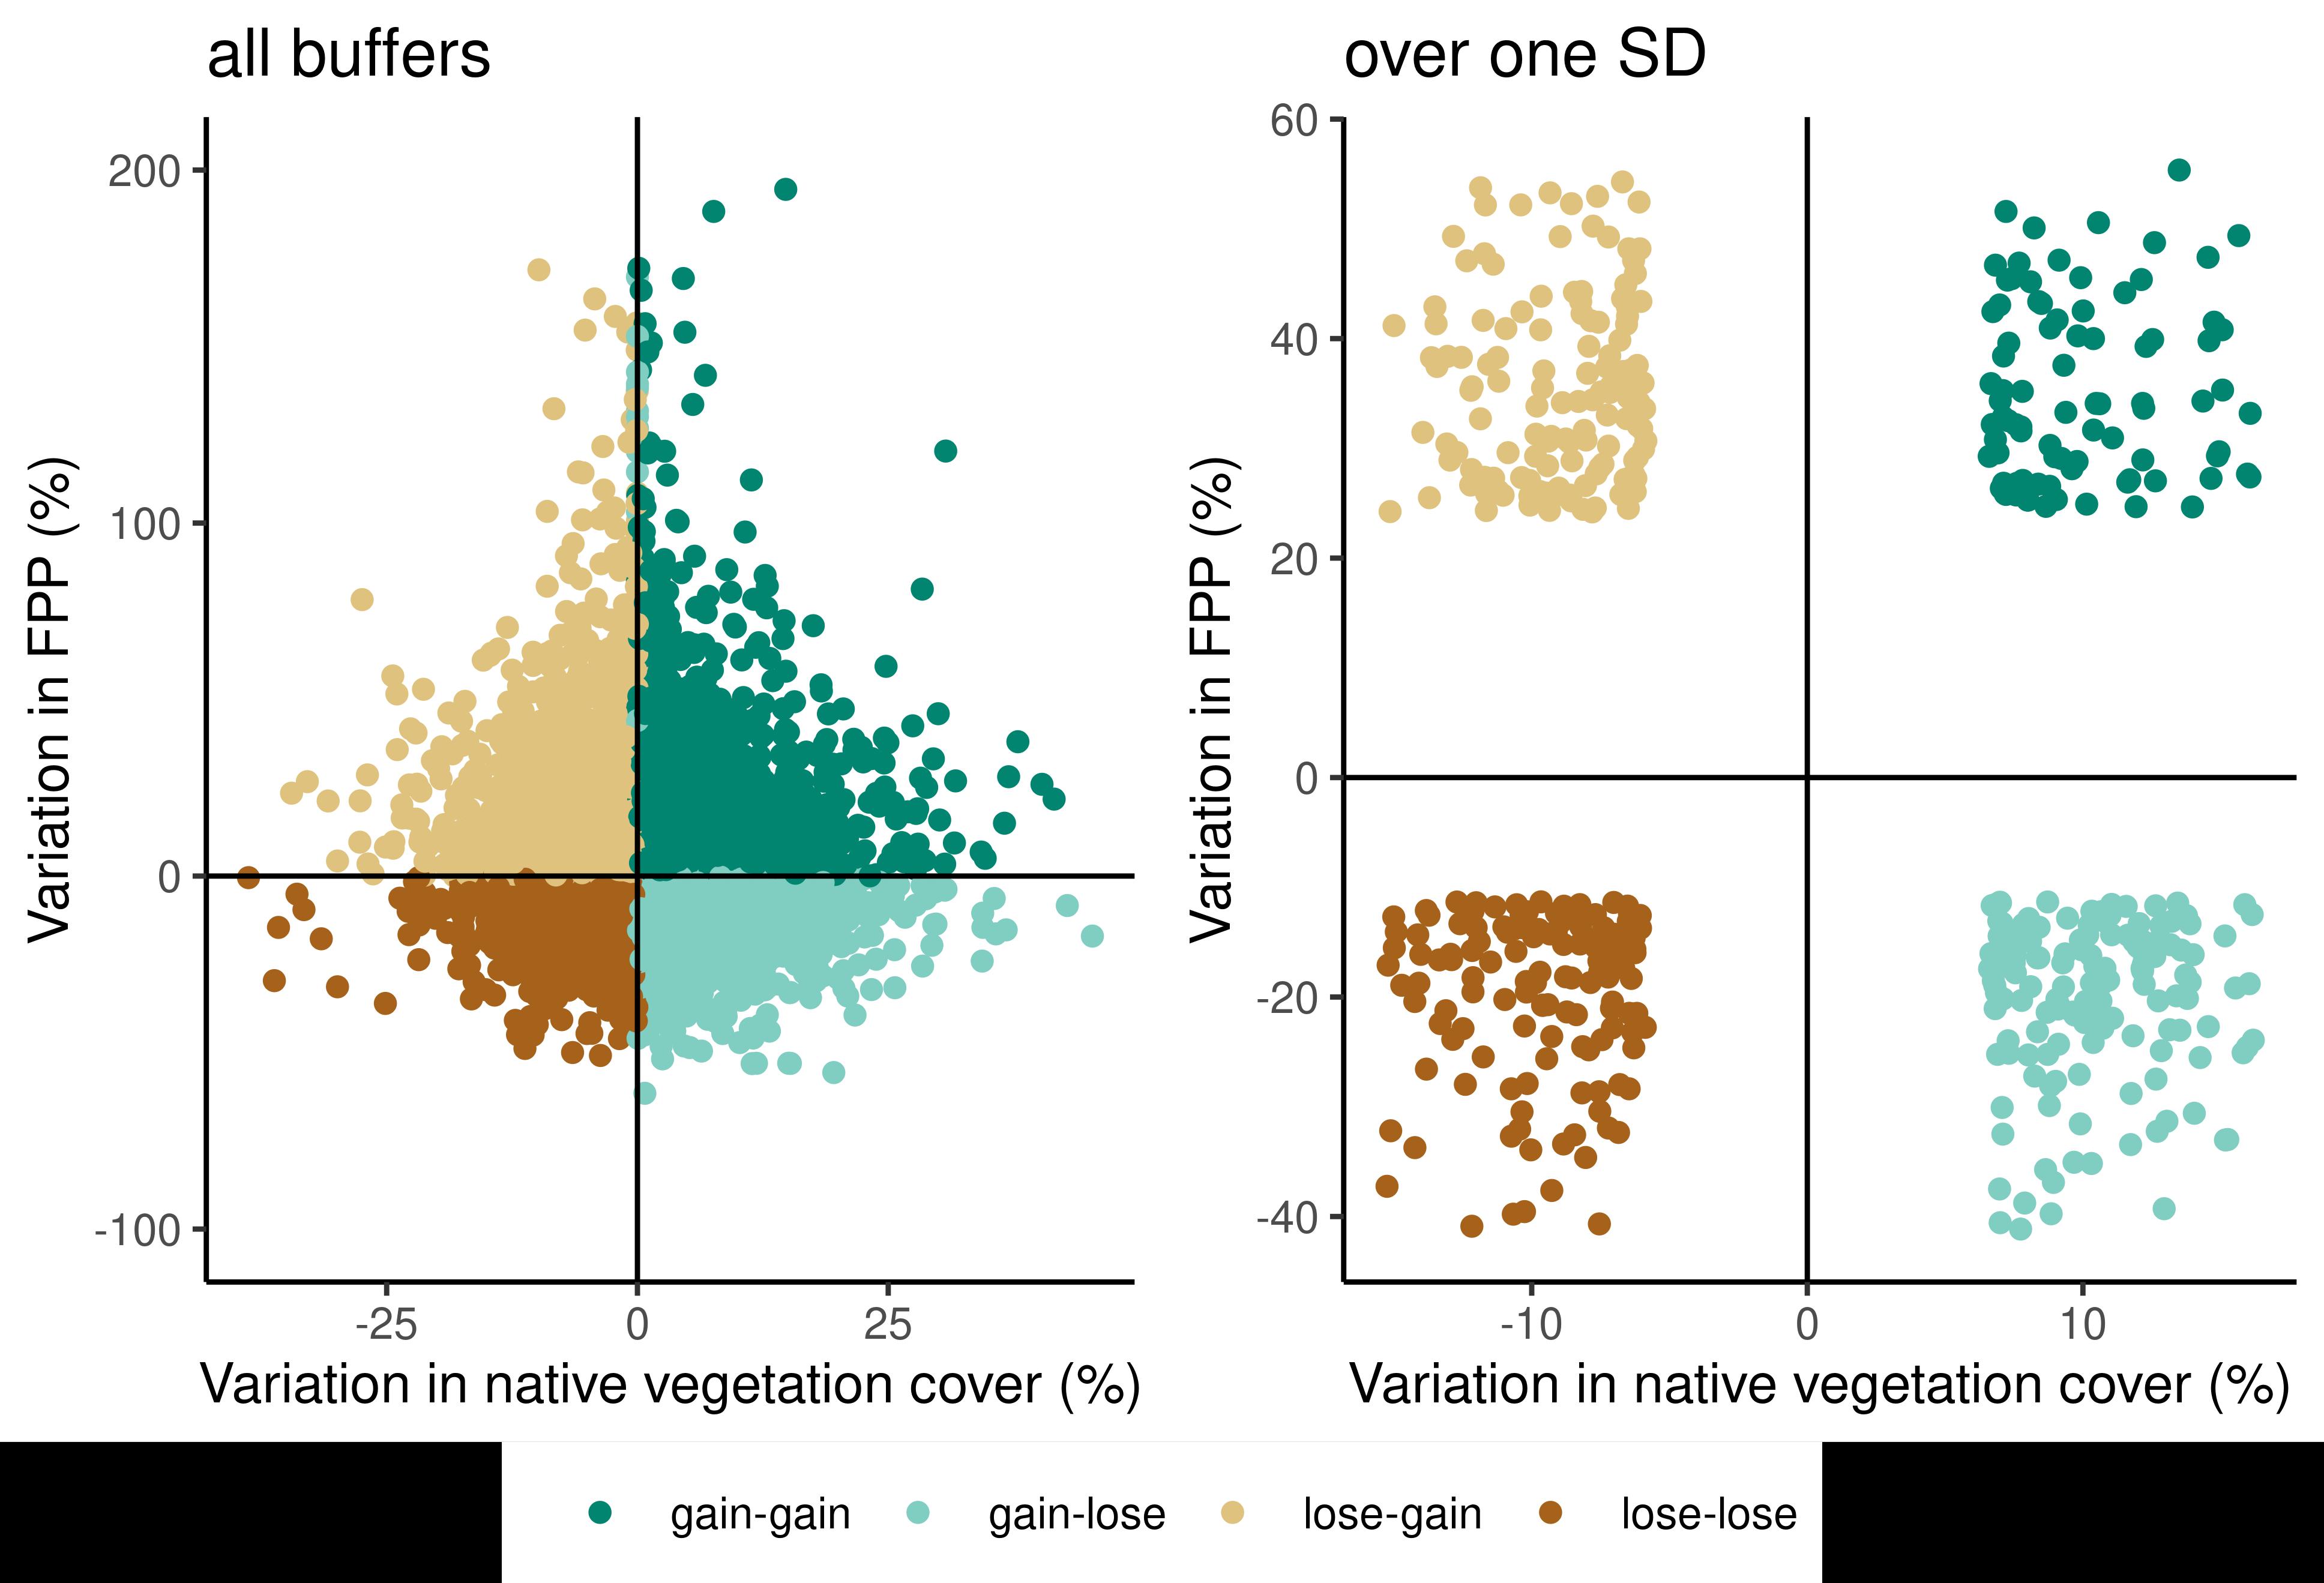 all buffers
200
100
0
-100
Variation in FPP (%)
-25 0 25
Variation in native vegetation cover (%)
over one SD
60
40
20
0
-20
-40
Variation in FPP (%)
-10 0 10
Variation in native vegetation cover (%)
gain-gain gain-lose lose-gain lose-lose